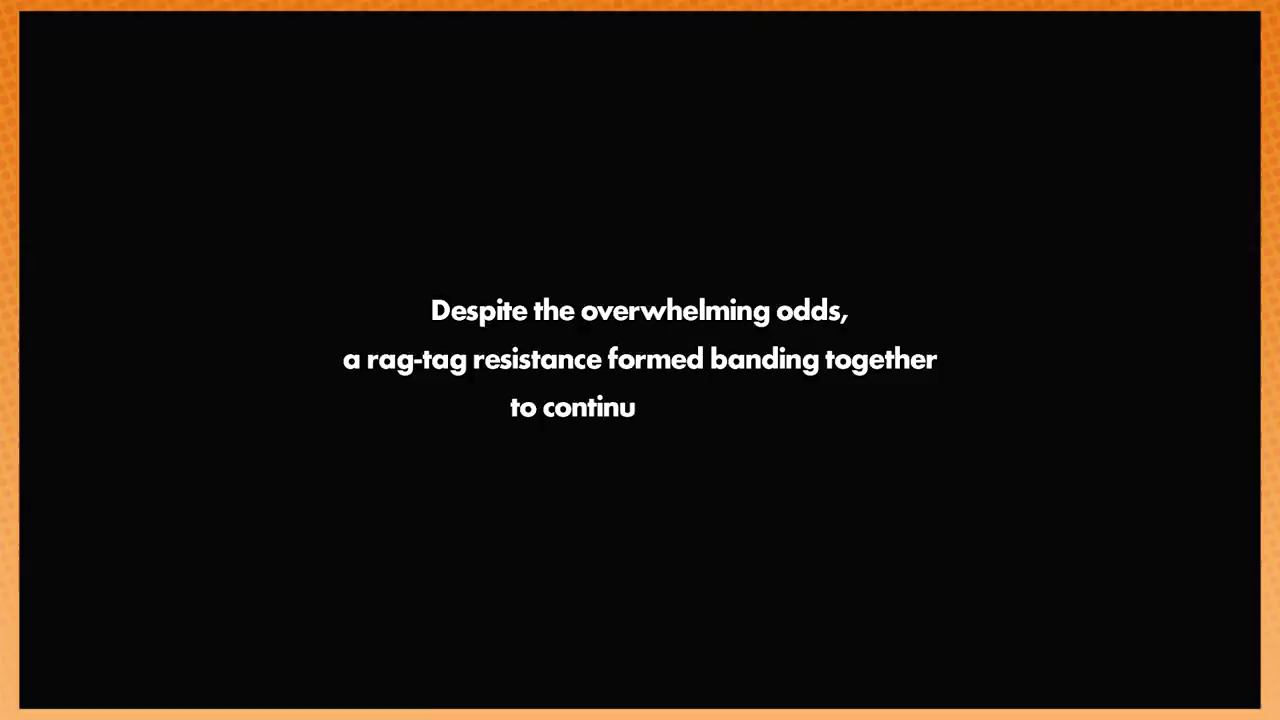 Despite the overwhelming odds,
a rag-tag resistance formed banding together
to continu